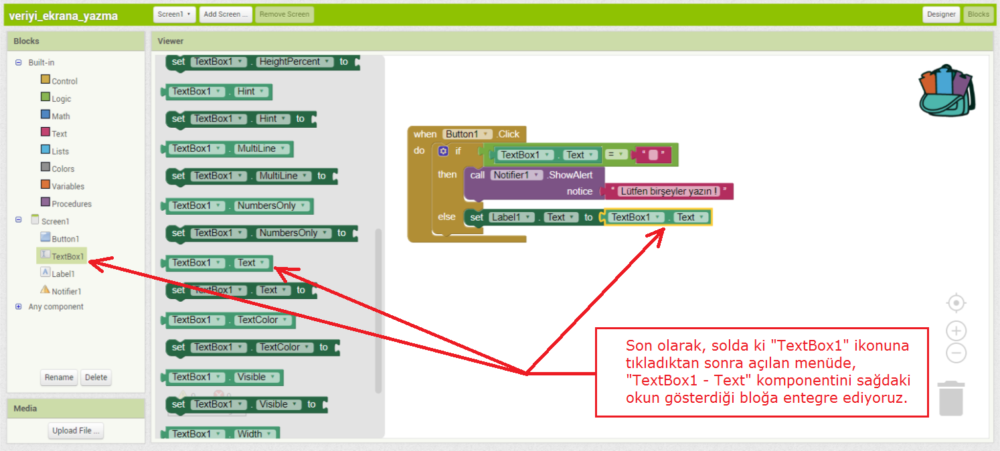 veriyi_ekrana_yazma
Screen1
Add Screen ...
Remove Screen
Designer
Blocks
Blocks
Built-in
Control
Logic
Math
Text
Lists
Colors
Variables
Procedures
Screen1
Button1
TextBox1
Label1
Notifier1
Any component
Rename
Delete
Media
Upload File ...
Viewer
set TextBox1 . HeightPercent to
TextBox1 . Hint
set TextBox1 . Hint to
TextBox1 . MultiLine
set TextBox1 . MultiLine to
TextBox1 . NumbersOnly
set TextBox1 . NumbersOnly to
TextBox1 . Text
set TextBox1 . Text to
TextBox1 . TextColor
set TextBox1 . TextColor to
TextBox1 . Visible
set TextBox1 . Visible to
TextBox1 . Width
when Button1 .Click
do if TextBox1 . Text = “ ”
then call Notifier1 .ShowAlert
notice “ Lütfen birşeyler yazın ! ”
else set Label1 . Text to TextBox1 . Text
Son olarak, solda ki "TextBox1" ikonuna
tıkladıktan sonra açılan menüde,
"TextBox1 - Text" komponentini sağdaki
okun gösterdiği bloğa entegre ediyoruz.